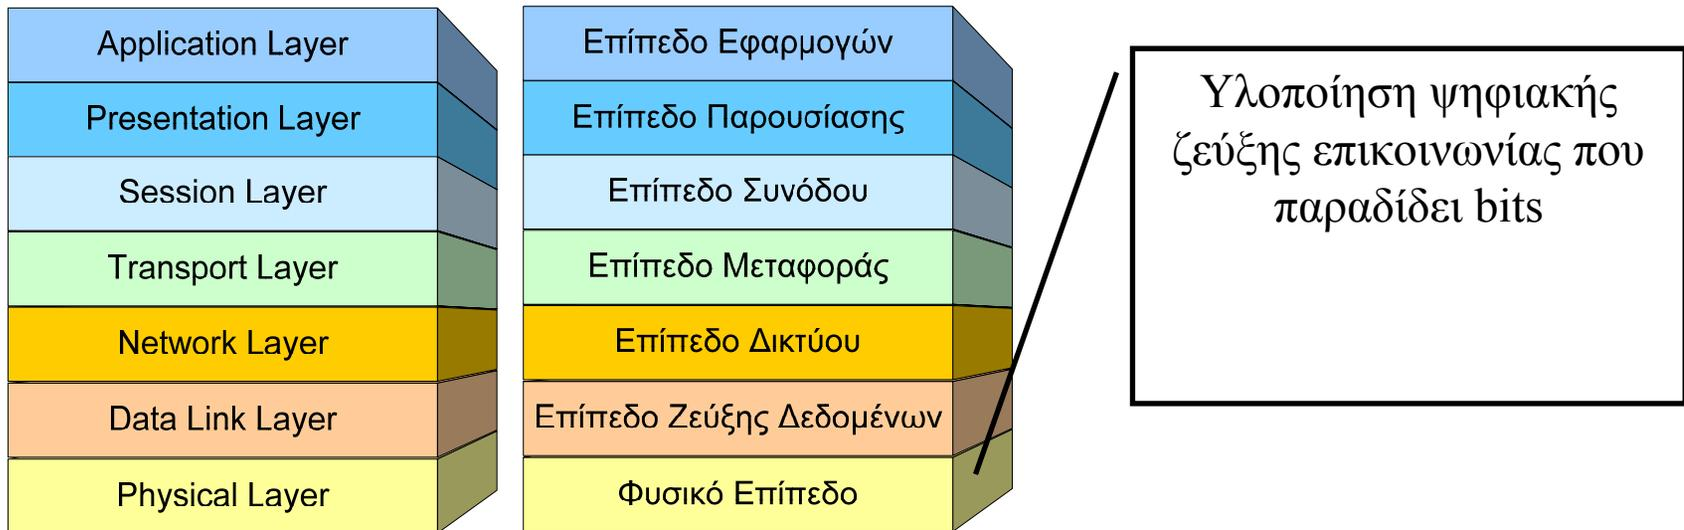 Application Layer
Presentation Layer
Session Layer
Transport Layer
Network Layer
Data Link Layer
Physical Layer
Επίπεδο Εφαρμογών
Επίπεδο Παρουσίασης
Επίπεδο Συνόδου
Επίπεδο Μεταφοράς
Επίπεδο Δικτύου
Επίπεδο Ζεύξης Δεδομένων
Φυσικό Επίπεδο
Υλοποίηση ψηφιακής
ζεύξης επικοινωνίας που
παραδίδει bits